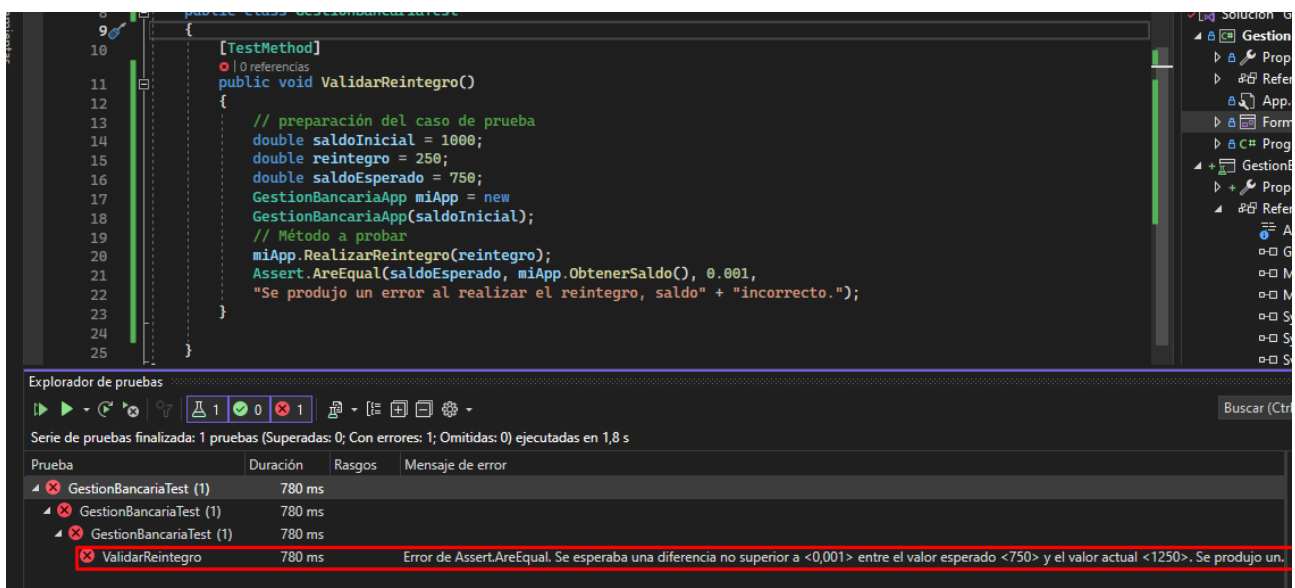 8 public class GestionBancariaTest
9 {
10 [TestMethod]
| 0 referencias
11 public void ValidarReintegro()
12 {
13 // preparación del caso de prueba
14 double saldoInicial = 1000;
15 double reintegro = 250;
16 double saldoEsperado = 750;
17 GestionBancariaApp miApp = new
18 GestionBancariaApp(saldoInicial);
19 // Método a probar
20 miApp.RealizarReintegro(reintegro);
21 Assert.AreEqual(saldoEsperado, miApp.ObtenerSaldo(), 0.001,
22 "Se produjo un error al realizar el reintegro, saldo" + "incorrecto.");
23 }
24
25 }
Solución G
C# Gestion
Prop
Refer
App.
Form
C# Prog
GestionB
Prop
Refer
A
G
M
M
Sy
Sy
Sy
Explorador de pruebas
1 0 1
Buscar (Ctrl
Serie de pruebas finalizada: 1 pruebas (Superadas: 0; Con errores: 1; Omitidas: 0) ejecutadas en 1,8 s
Prueba Duración Rasgos Mensaje de error
GestionBancariaTest (1) 780 ms
GestionBancariaTest (1) 780 ms
GestionBancariaTest (1) 780 ms
ValidarReintegro 780 ms Error de Assert.AreEqual. Se esperaba una diferencia no superior a <0,001> entre el valor esperado <750> y el valor actual <1250>. Se produjo un.